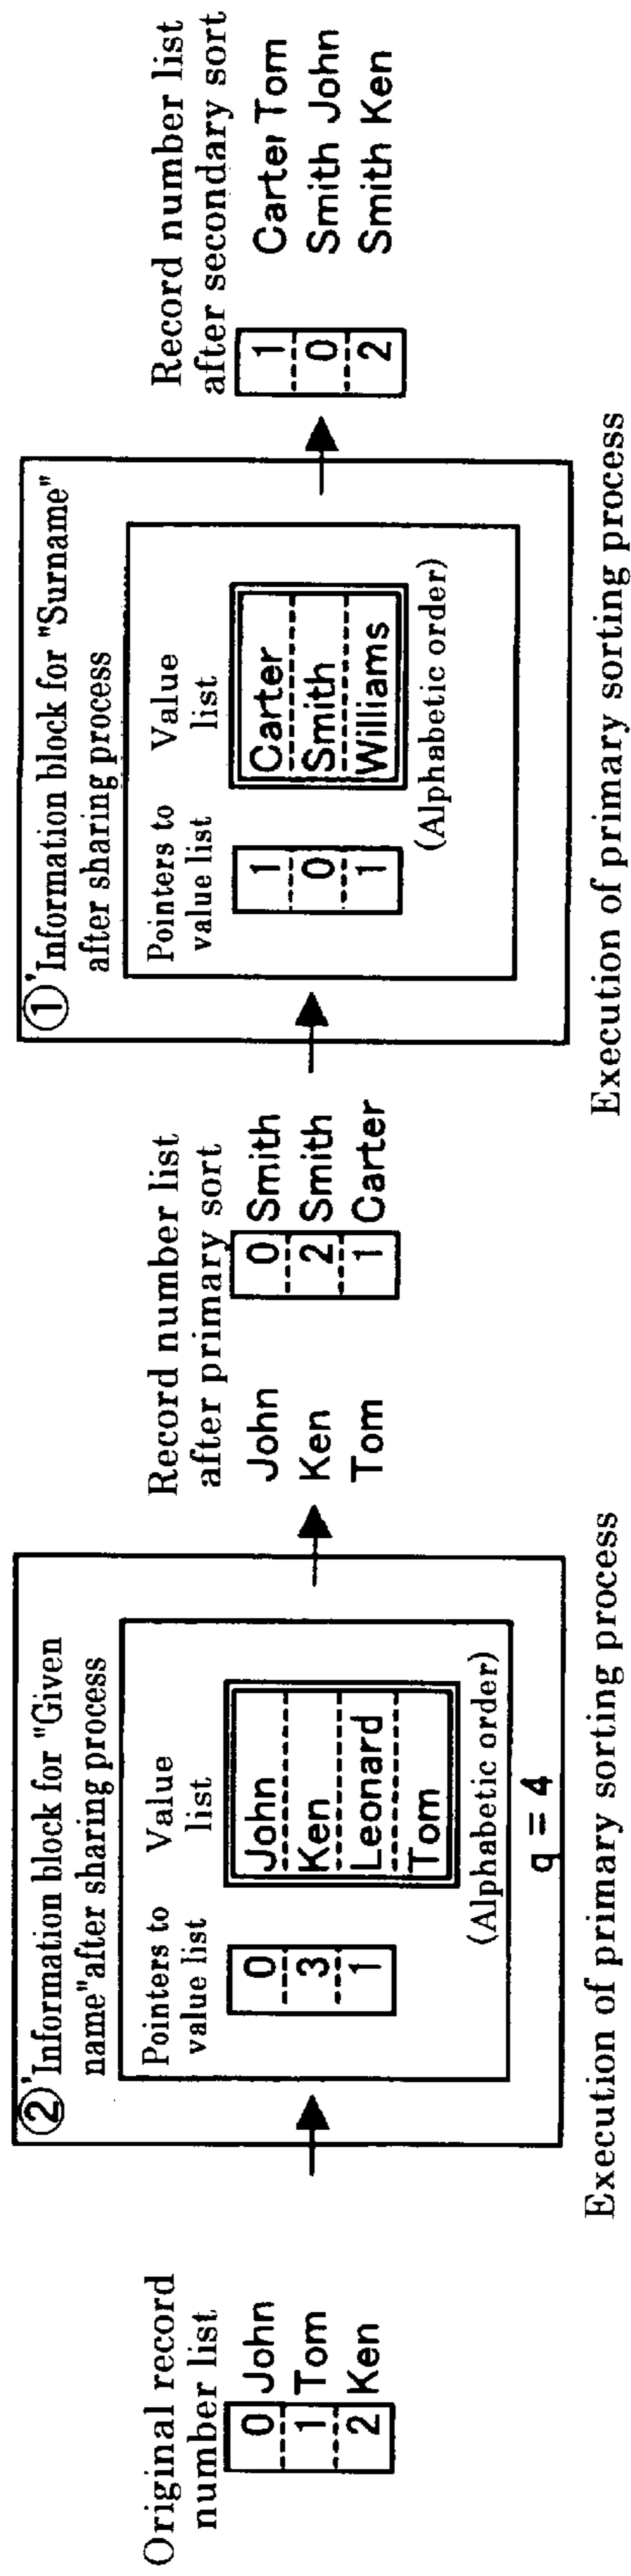 Original record
number list
0 John
1 Tom
2 Ken
②' Information block for "Given
name"after sharing process
Pointers to
value list
0
3
1
Value
list
John
Ken
Leonard
Tom
(Alphabetic order)
q = 4
Execution of primary sorting process
Record number list
after primary sort
John 0 Smith
Ken 2 Smith
Tom 1 Carter
①' Information block for "Surname"
after sharing process
Pointers to
value list
1
0
1
Value
list
Carter
Smith
Williams
(Alphabetic order)
Execution of primary sorting process
Record number list
after secondary sort
1 Carter Tom
0 Smith John
2 Smith Ken